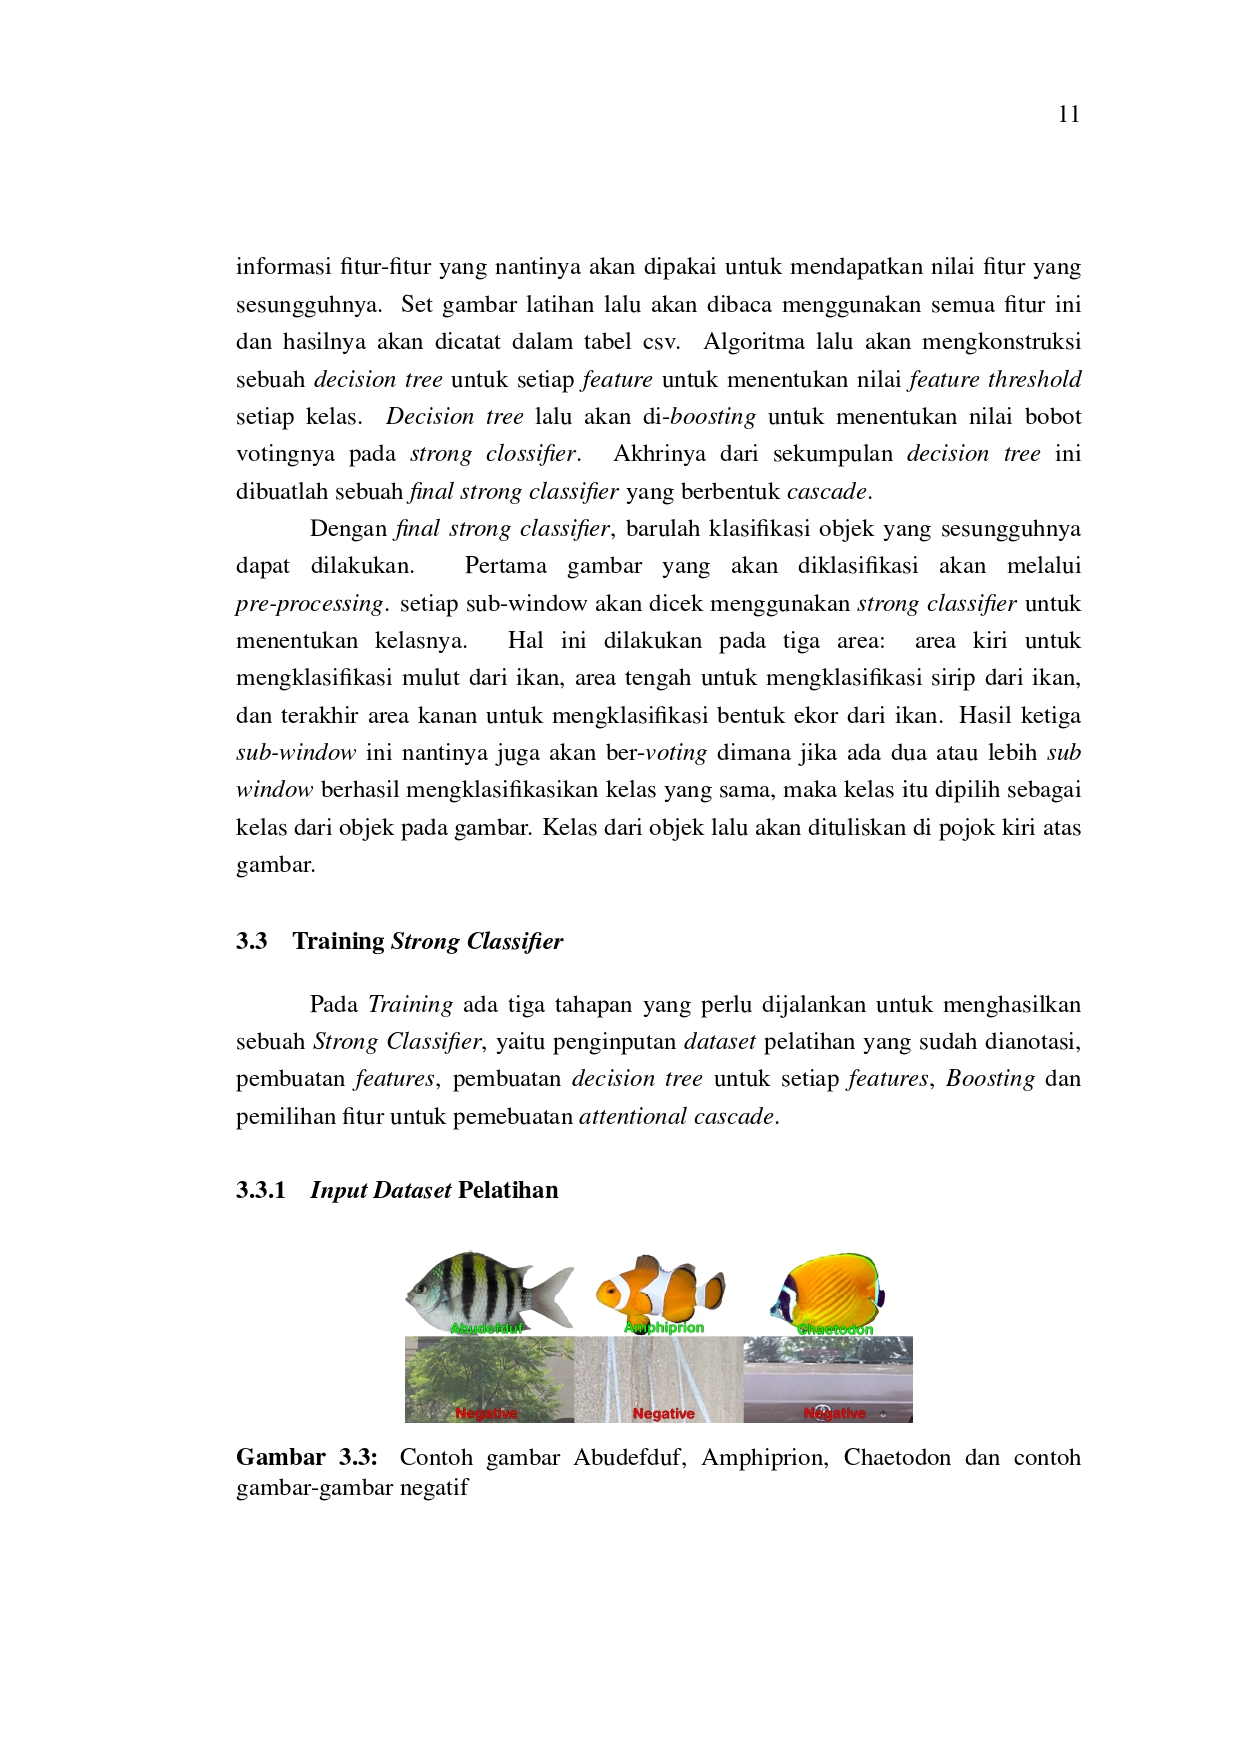 11
informasi fitur-fitur yang nantinya akan dipakai untuk mendapatkan nilai fitur yang
sesungguhnya. Set gambar latihan lalu akan dibaca menggunakan semua fitur ini
dan hasilnya akan dicatat dalam tabel csv. Algoritma lalu akan mengkonstruksi
sebuah decision tree untuk setiap feature untuk menentukan nilai feature threshold
setiap kelas. Decision tree lalu akan di-boosting untuk menentukan nilai bobot
votingnya pada strong clossifier. Akhrinya dari sekumpulan decision tree ini
dibuatlah sebuah final strong classifier yang berbentuk cascade.
Dengan final strong classifier, barulah klasifikasi objek yang sesungguhnya
dapat dilakukan. Pertama gambar yang akan diklasifikasi akan melalui
pre-processing. setiap sub-window akan dicek menggunakan strong classifier untuk
menentukan kelasnya. Hal ini dilakukan pada tiga area: area kiri untuk
mengklasifikasi mulut dari ikan, area tengah untuk mengklasifikasi sirip dari ikan,
dan terakhir area kanan untuk mengklasifikasi bentuk ekor dari ikan. Hasil ketiga
sub-window ini nantinya juga akan ber-voting dimana jika ada dua atau lebih sub
window berhasil mengklasifikasikan kelas yang sama, maka kelas itu dipilih sebagai
kelas dari objek pada gambar. Kelas dari objek lalu akan dituliskan di pojok kiri atas
gambar.
3.3 Training Strong Classifier
Pada Training ada tiga tahapan yang perlu dijalankan untuk menghasilkan
sebuah Strong Classifier, yaitu penginputan dataset pelatihan yang sudah dianotasi,
pembuatan features, pembuatan decision tree untuk setiap features, Boosting dan
pemilihan fitur untuk pemebuatan attentional cascade.
3.3.1 Input Dataset Pelatihan
Abudefduf Amphiprion Chaetodon
Negative Negative Negative
Gambar 3.3: Contoh gambar Abudefduf, Amphiprion, Chaetodon dan contoh
gambar-gambar negatif